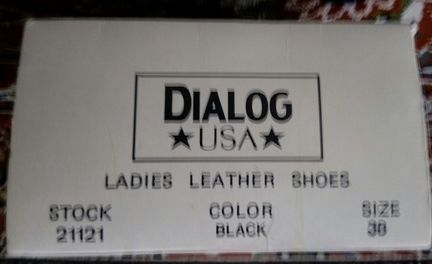 DIALOG
★USA★
LADIES LEATHER SHOES
STOCK COLOR SIZE
21121 BLACK 38